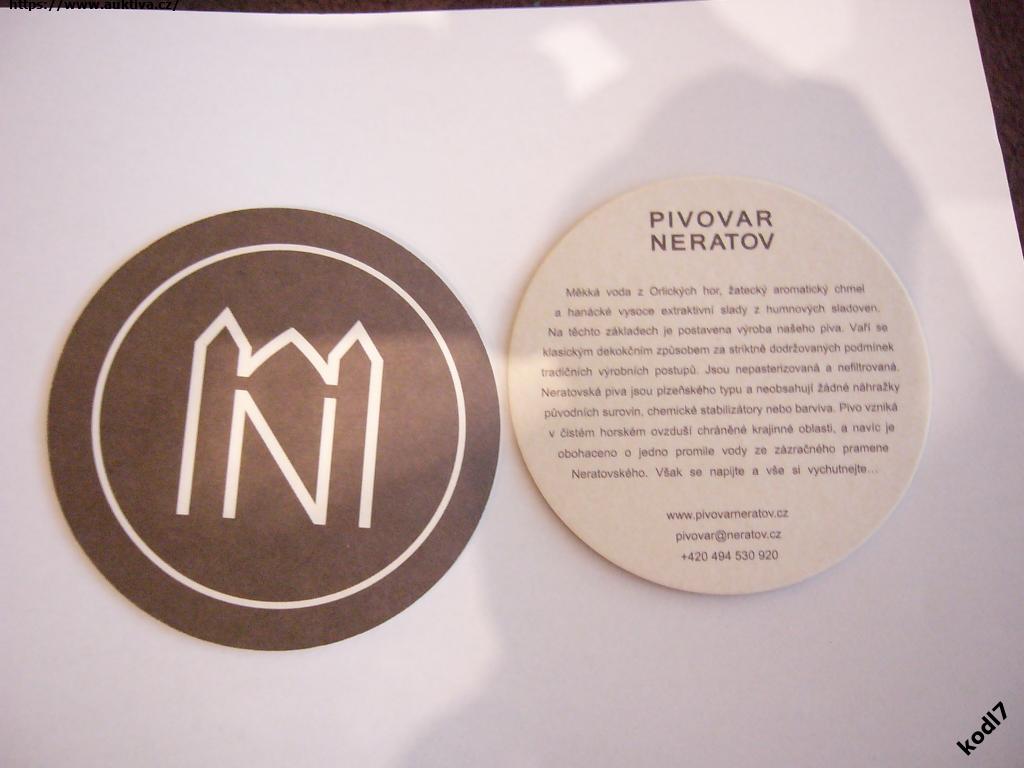 https://www.auktiva.cz/
N
PIVOVAR
NERATOV
Měkká voda z Orlických hor, žatecký aromatický chmel
a hanácké vysoce extraktivní slady z humnových sladoven.
Na těchto základech je postavena výroba našeho piva. Vaří se
klasickým dekokčním způsobem za striktně dodržovaných podmínek
tradičních výrobních postupů. Jsou nepasterizovaná a nefiltrovaná.
Neratovská piva jsou plzeňského typu a neobsahují žádné náhražky
původních surovin, chemické stabilizátory nebo barviva. Pivo vzniká
v čistém horském ovzduší chráněné krajinné oblasti, a navíc je
obohaceno o jedno promile vody ze zázračného pramene
Neratovského. Však se napijte a vše si vychutnejte...
www.pivovarneratov.cz
pivovar@neratov.cz
+420 494 530 920
kodl7